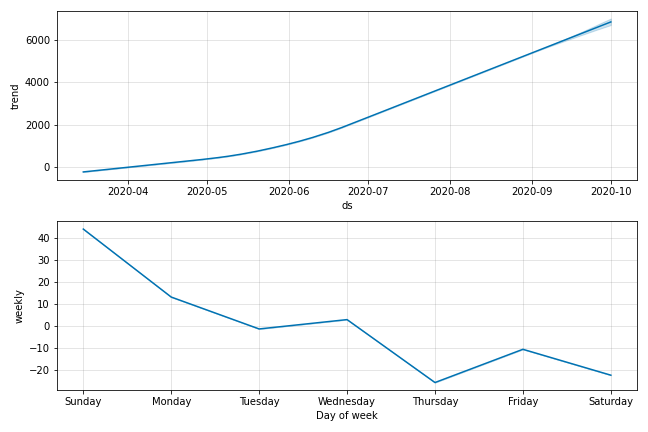 6000
4000
2000
0
trend
2020-04 2020-05 2020-06 2020-07 2020-08 2020-09 2020-10
ds
40
30
20
10
0
−10
−20
weekly
Sunday Monday Tuesday Wednesday Thursday Friday Saturday
Day of week